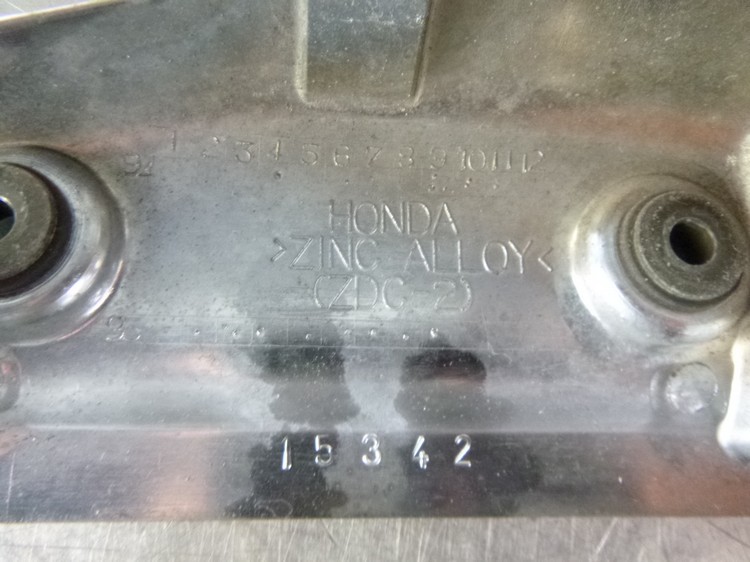 1 2 3 4 5 6 7 8 9 10 11 12
HONDA
>ZINC ALLOY<
(ZDC-2)
15342